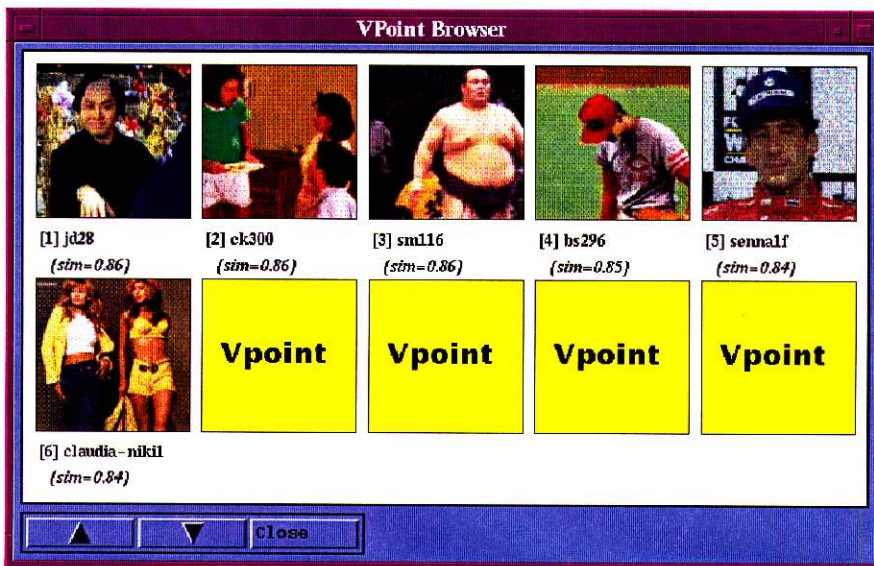 VPoint Browser
[1] jd28
{sim=0.86}
[2] ek300
{sim=0.86}
[3] sm116
{sim=0.86}
[4] bs296
{sim=0.85}
[5] senna1f
{sim=0.84}
[6] claudia-niki1
{sim=0.84}
Vpoint
Vpoint
Vpoint
Vpoint
Close